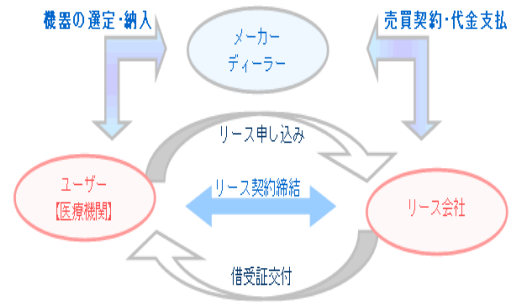 機器の選定・納入
売買契約・代金支払
メーカー
ディーラー
リース申し込み
ユーザー
【医療機関】
リース契約締結
リース会社
借受証交付